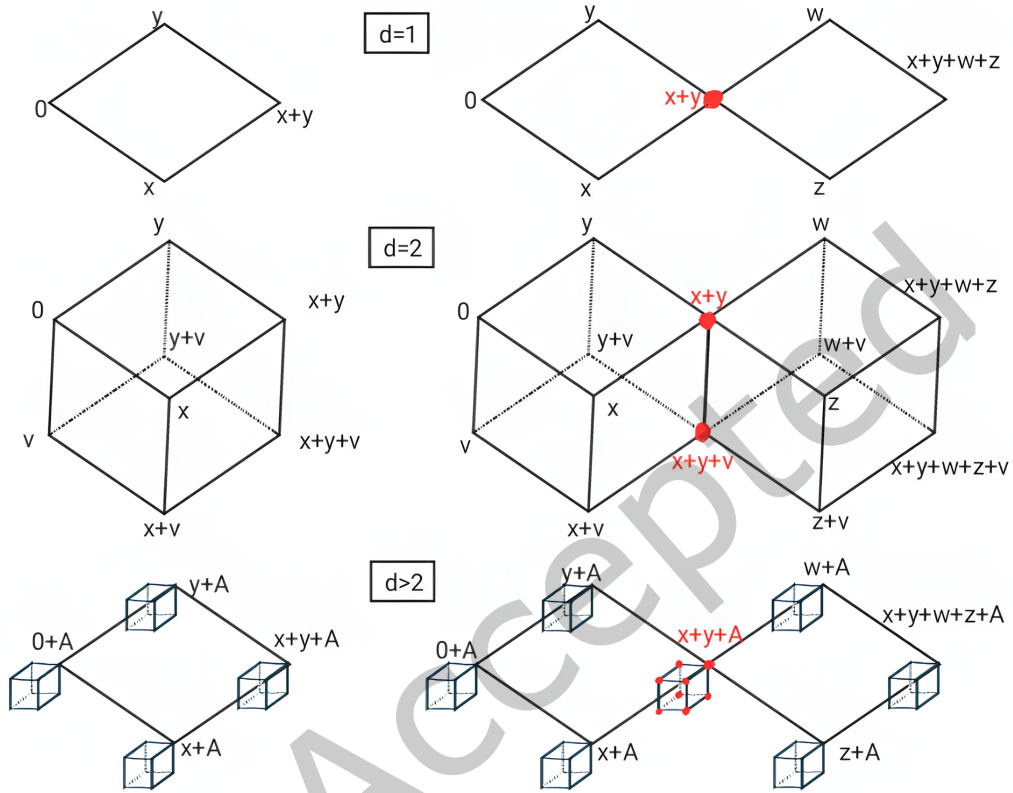 y
0
x+y
x
d=1
y
w
0
x+y
x+y+w+z
x
z
y
0
x+y
y+v
x
v
x+y+v
x+v
d=2
y
w
0
x+y
x+y+w+z
y+v
w+v
x
z
v
x+y+v
x+y+w+z+v
x+v
z+v
y+A
0+A
x+y+A
x+A
d>2
y+A
w+A
0+A
x+y+A
x+y+w+z+A
x+A
z+A
Accepted